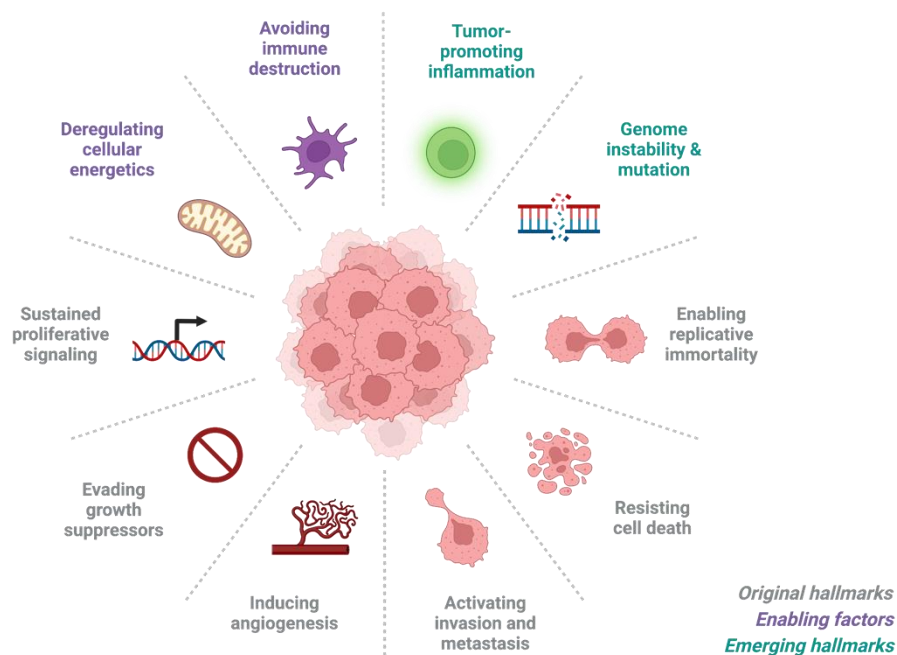 Avoiding
immune
destruction
Tumor-
promoting
inflammation
Deregulating
cellular
energetics
Genome
instability &
mutation
Sustained
proliferative
signaling
Enabling
replicative
immortality
Evading
growth
suppressors
Resisting
cell death
Inducing
angiogenesis
Activating
invasion and
metastasis
Original hallmarks
Enabling factors
Emerging hallmarks